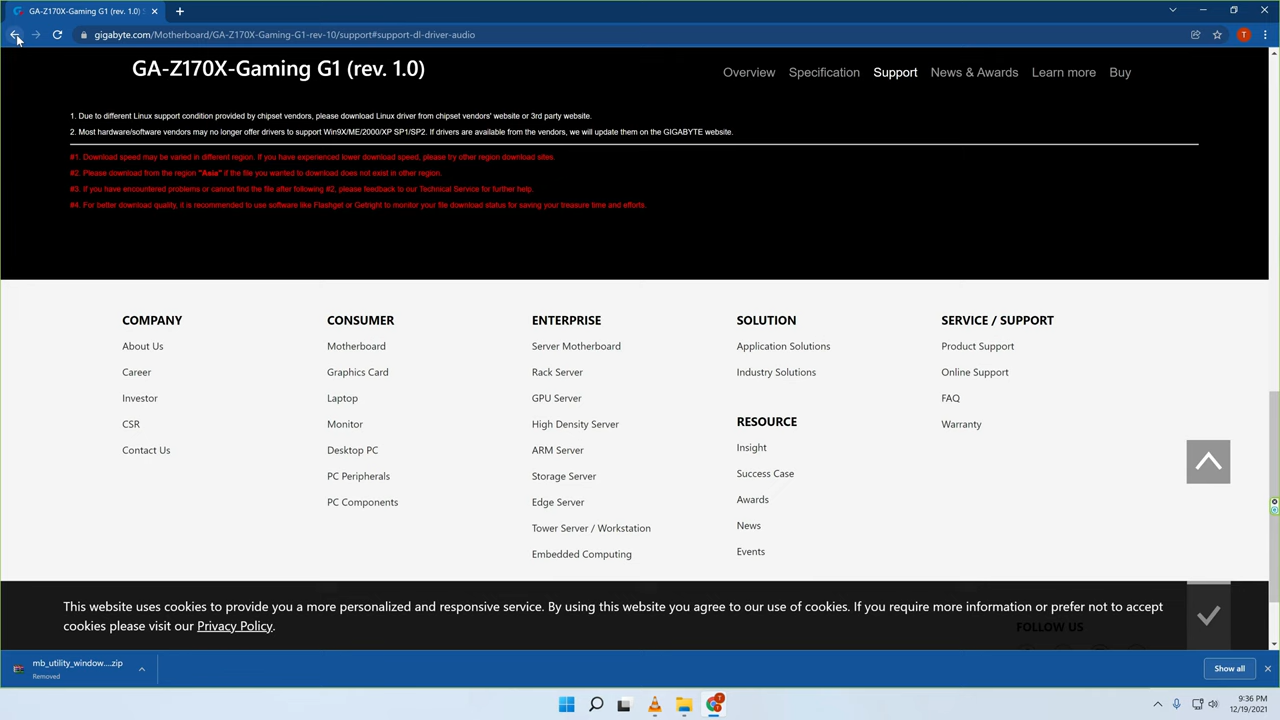 GA-Z170X-Gaming G1 (rev. 1.0)
gigabyte.com/Motherboard/GA-Z170X-Gaming-G1-rev-10/support#support-dl-driver-audio
T
GA-Z170X-Gaming G1 (rev. 1.0)
Overview
Specification
Support
News & Awards
Learn more
Buy
1. Due to different Linux support condition provided by chipset vendors, please download Linux driver from chipset vendors' website or 3rd party website.
2. Most hardware/software vendors may no longer offer drivers to support Win9X/ME/2000/XP SP1/SP2. If drivers are available from the vendors, we will update them on the GIGABYTE website.
#1. Download speed may be varied in different region. If you have experienced lower download speed, please try other region download sites.
#2. Please download from the region "Asia" if the file you wanted to download does not exist in other region.
#3. If you have encountered problems or cannot find the file after following #2, please feedback to our Technical Service for further help.
#4. For better download quality, it is recommended to use software like Flashget or Getright to monitor your file download status for saving your treasure time and efforts.
COMPANY
About Us
Career
Investor
CSR
Contact Us
CONSUMER
Motherboard
Graphics Card
Laptop
Monitor
Desktop PC
PC Peripherals
PC Components
ENTERPRISE
Server Motherboard
Rack Server
GPU Server
High Density Server
ARM Server
Storage Server
Edge Server
Tower Server / Workstation
Embedded Computing
SOLUTION
Application Solutions
Industry Solutions
RESOURCE
Insight
Success Case
Awards
News
Events
SERVICE / SUPPORT
Product Support
Online Support
FAQ
Warranty
This website uses cookies to provide you a more personalized and responsive service. By using this website you agree to our use of cookies. If you require more information or prefer not to accept
cookies please visit our Privacy Policy.
FOLLOW US
mb_utility_window....zip
Removed
Show all
9:36 PM
12/19/2021